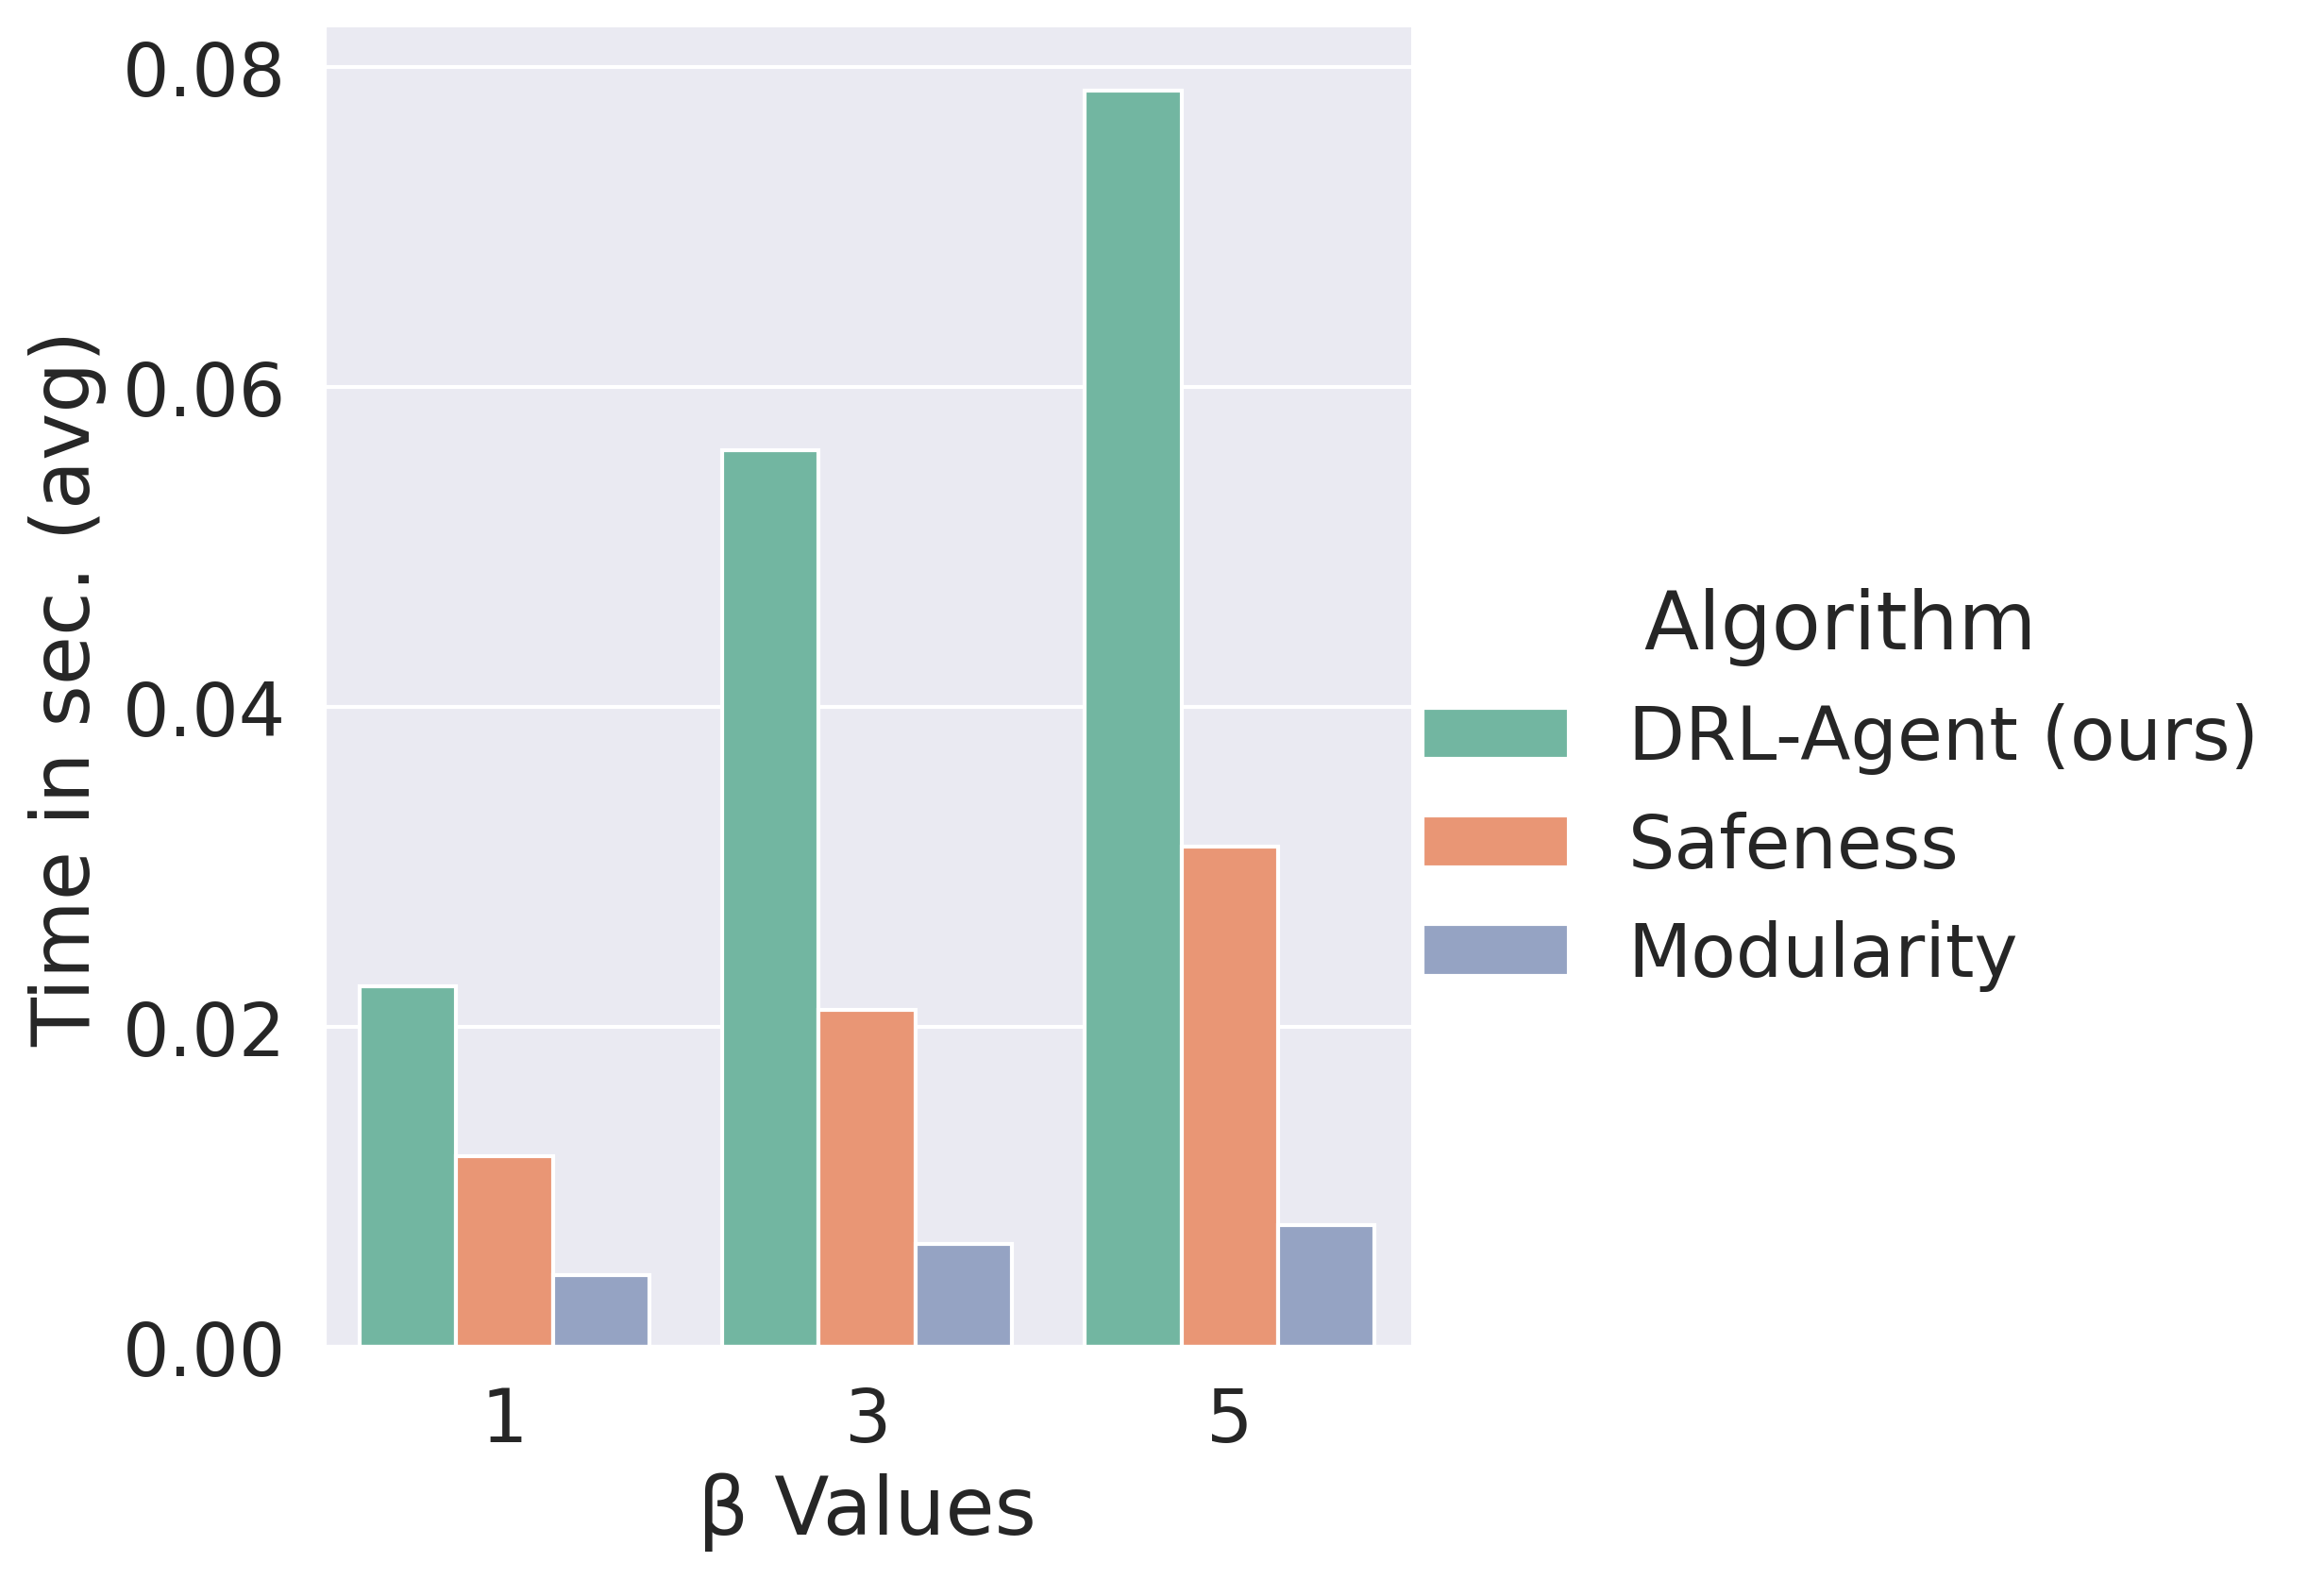 Time in sec. (avg)
0.08
0.06
0.04
0.02
0.00
1 3 5
β Values
Algorithm
DRL-Agent (ours)
Safeness
Modularity